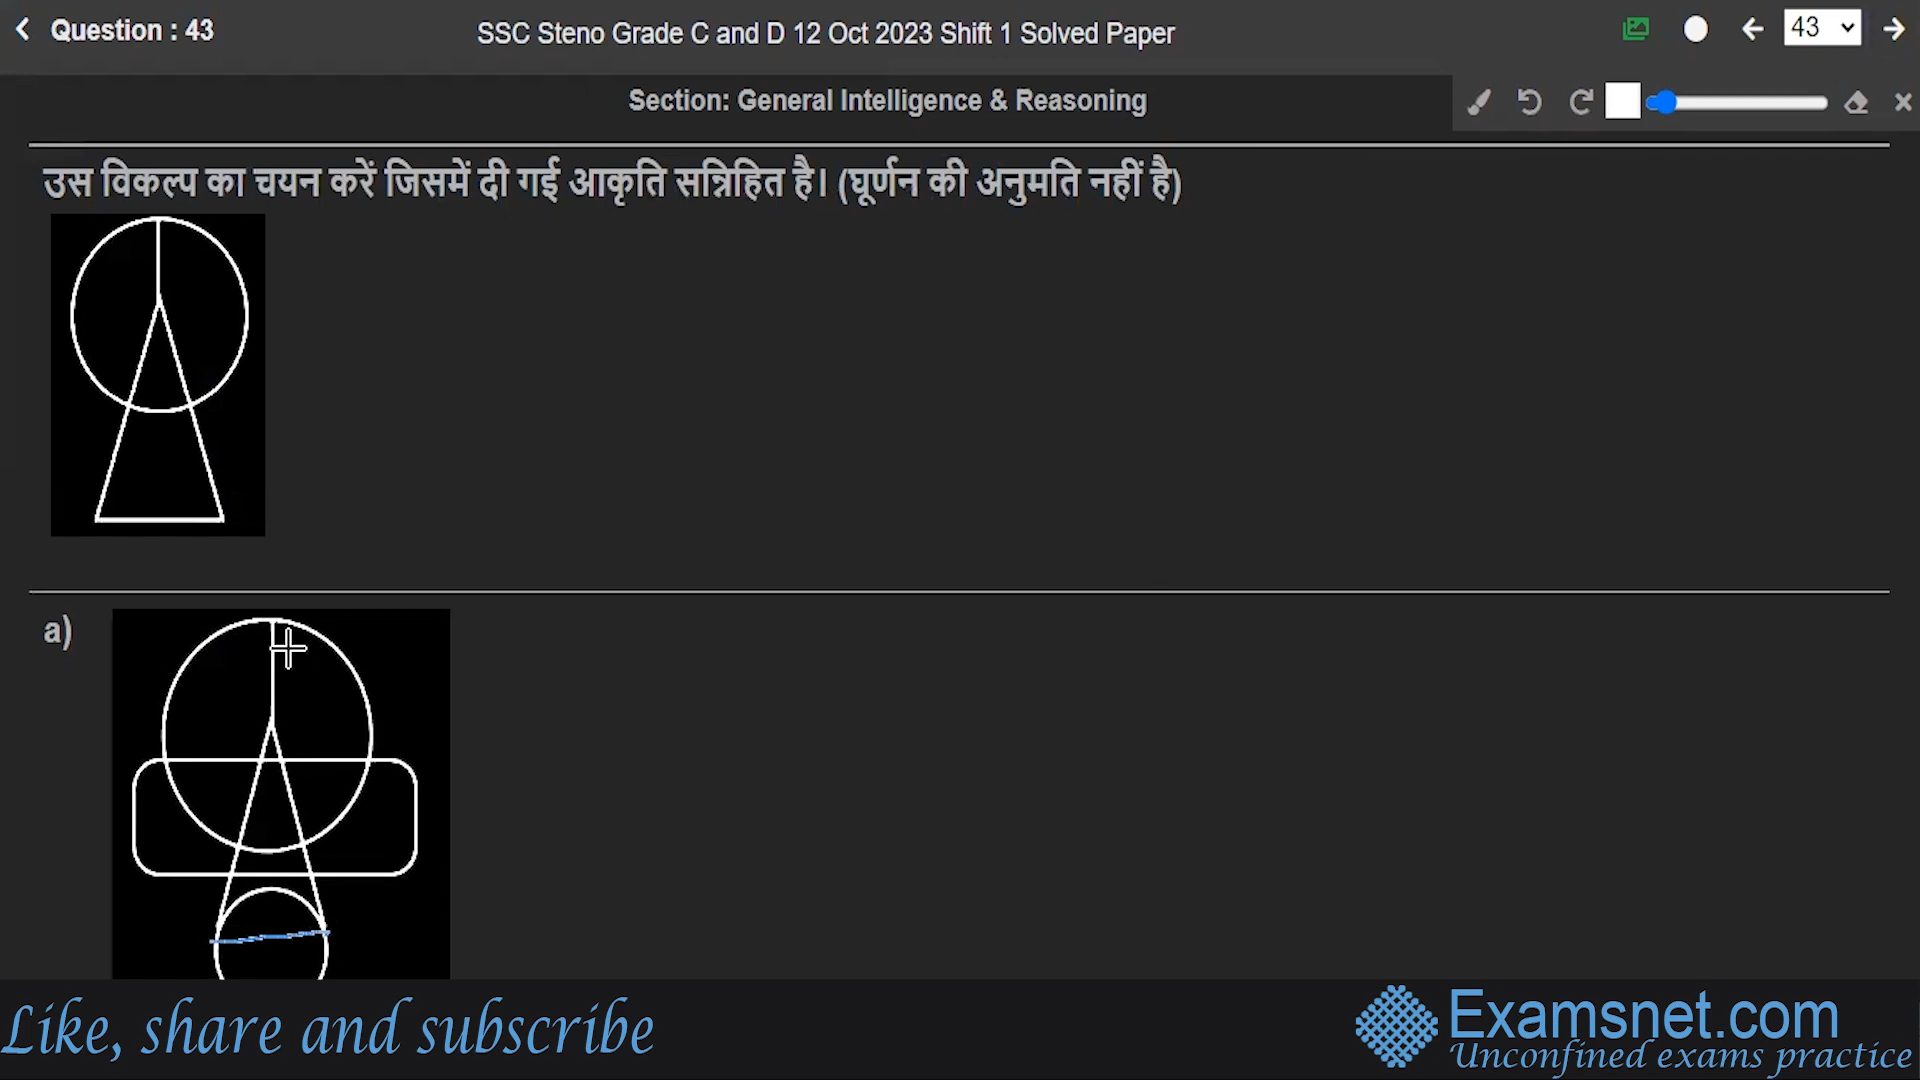 Question : 43
SSC Steno Grade C and D 12 Oct 2023 Shift 1 Solved Paper
43
Section: General Intelligence & Reasoning
उस विकल्प का चयन करें जिसमें दी गई आकृति सन्निहित है। (घूर्णन की अनुमति नहीं है)
a)
Like, share and subscribe
Examsnet.com
Unconfined exams practice